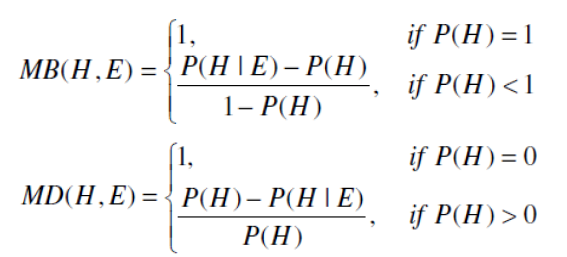 MB(H,E) = { 1, if P(H) = 1
(P(H | E) – P(H)) / (1 – P(H)), if P(H) < 1
MD(H,E) = { 1, if P(H) = 0
(P(H) – P(H | E)) / P(H), if P(H) > 0